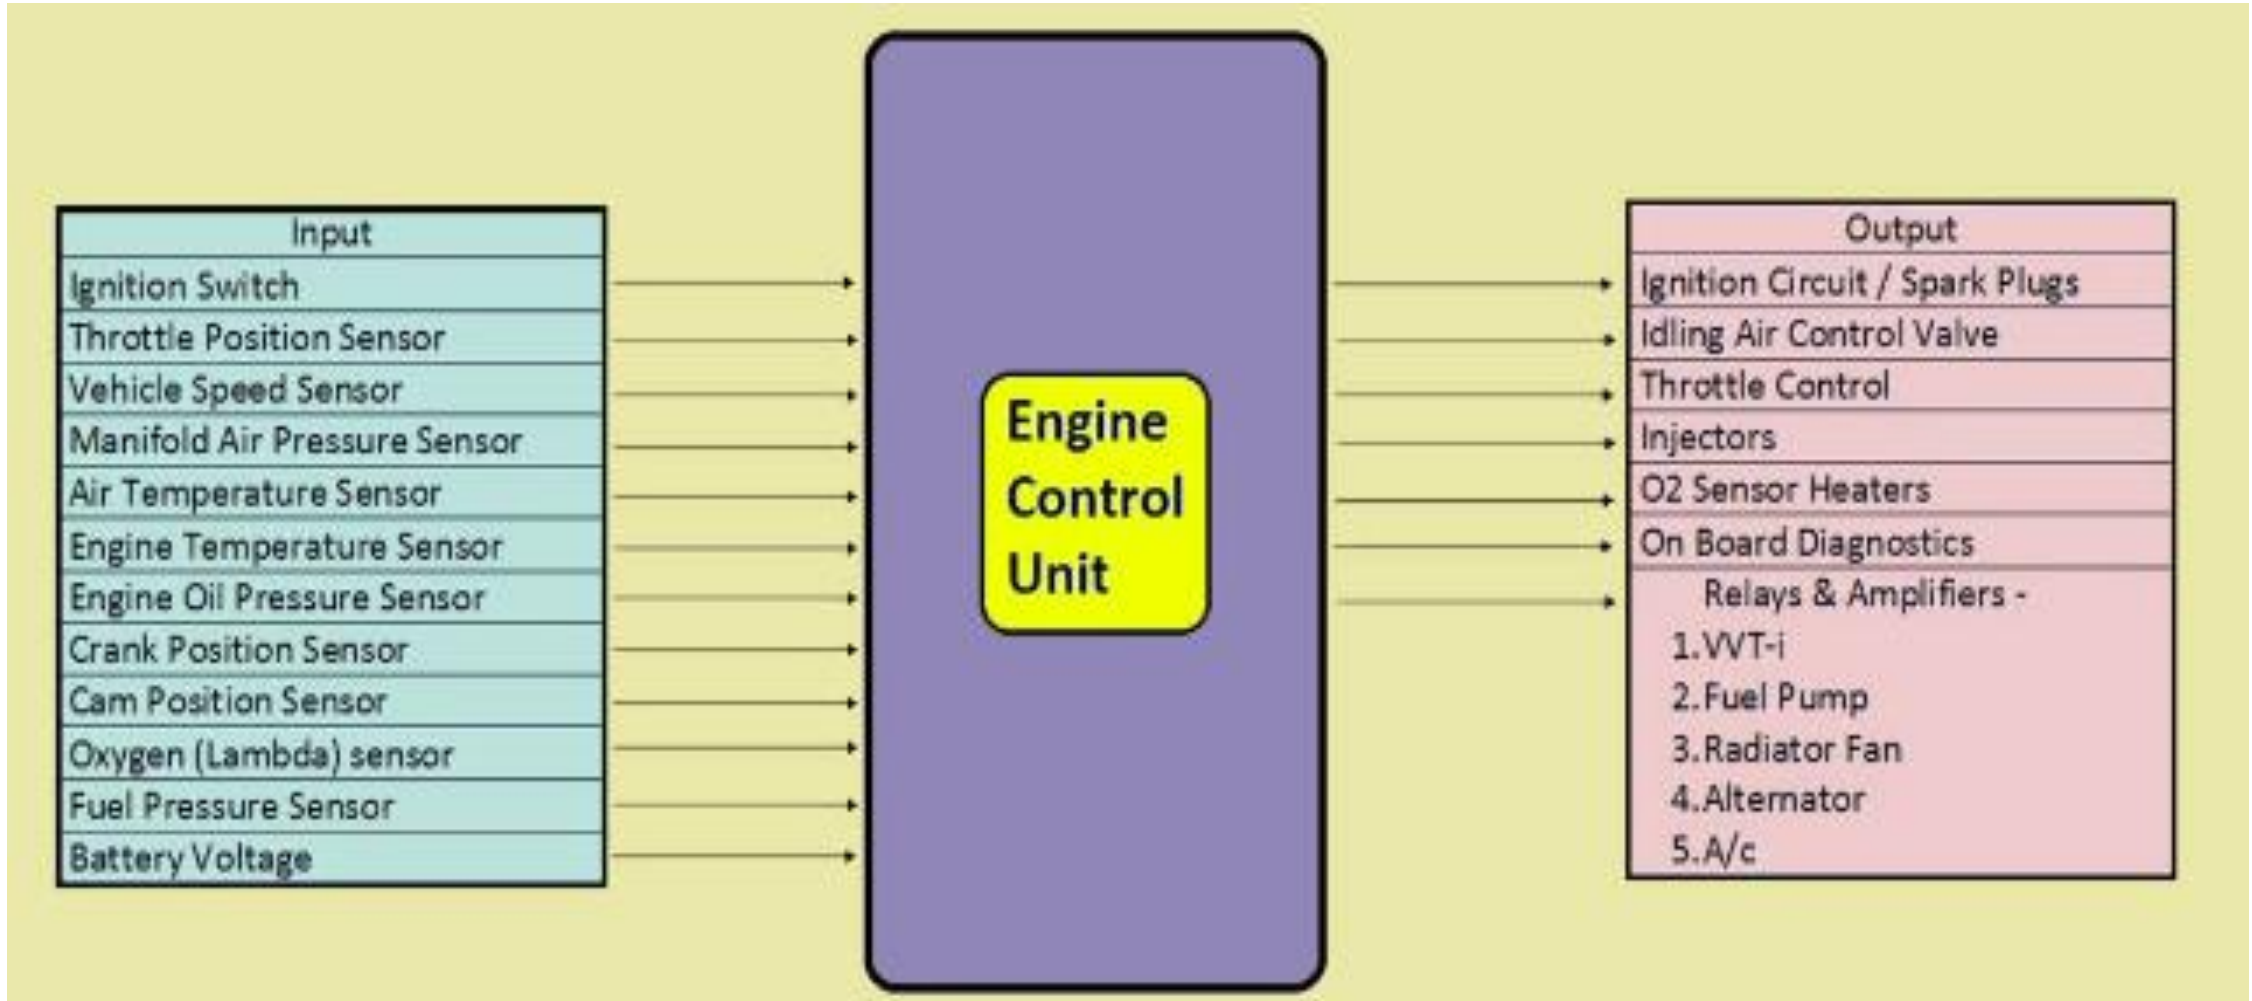 Input
Ignition Switch
Throttle Position Sensor
Vehicle Speed Sensor
Manifold Air Pressure Sensor
Air Temperature Sensor
Engine Temperature Sensor
Engine Oil Pressure Sensor
Crank Position Sensor
Cam Position Sensor
Oxygen (Lambda) sensor
Fuel Pressure Sensor
Battery Voltage
Engine
Control
Unit
Output
Ignition Circuit / Spark Plugs
Idling Air Control Valve
Throttle Control
Injectors
O2 Sensor Heaters
On Board Diagnostics
Relays & Amplifiers -
1.VVT-i
2.Fuel Pump
3.Radiator Fan
4.Alternator
5.A/c